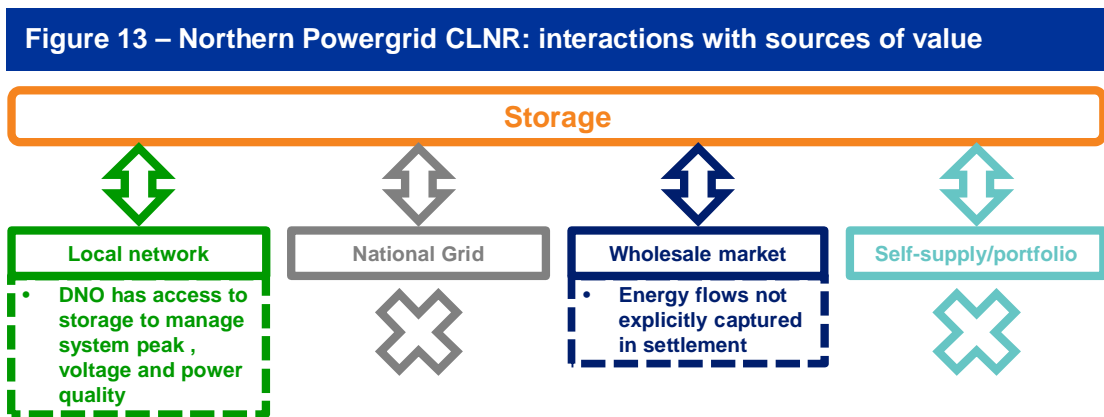 Figure 13 – Northern Powergrid CLNR: interactions with sources of value
Storage
Local network
National Grid
Wholesale market
Self-supply/portfolio
• DNO has access to
storage to manage
system peak ,
voltage and power
quality
• Energy flows not
explicitly captured
in settlement